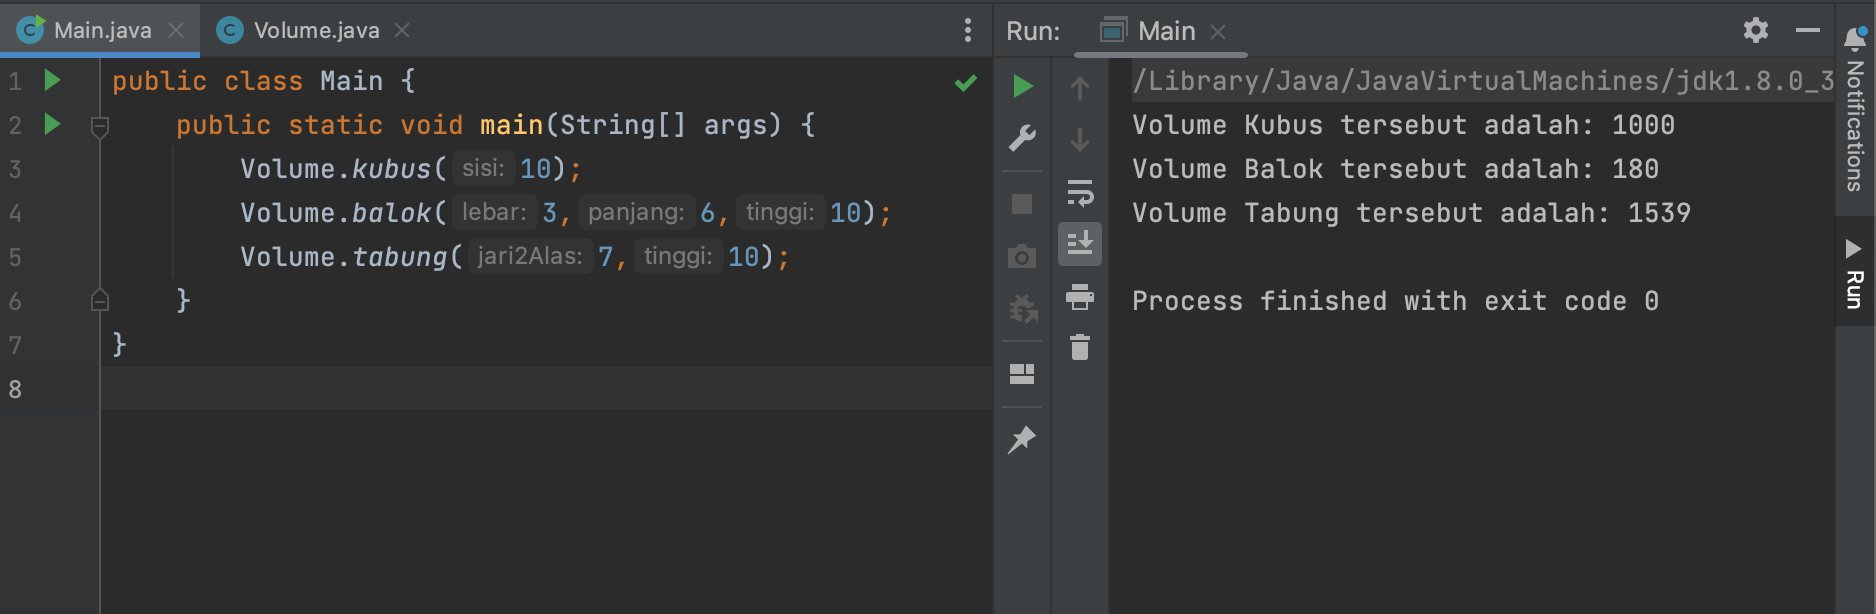 Main.java
Volume.java
1 public class Main {
2 public static void main(String[] args) {
3 Volume.kubus( sisi: 10);
4 Volume.balok( lebar: 3, panjang: 6, tinggi: 10);
5 Volume.tabung( jari2Alas: 7, tinggi: 10);
6 }
7 }
8
Run: Main
/Library/Java/JavaVirtualMachines/jdk1.8.0_3
Volume Kubus tersebut adalah: 1000
Volume Balok tersebut adalah: 180
Volume Tabung tersebut adalah: 1539
Process finished with exit code 0
Notifications
Run